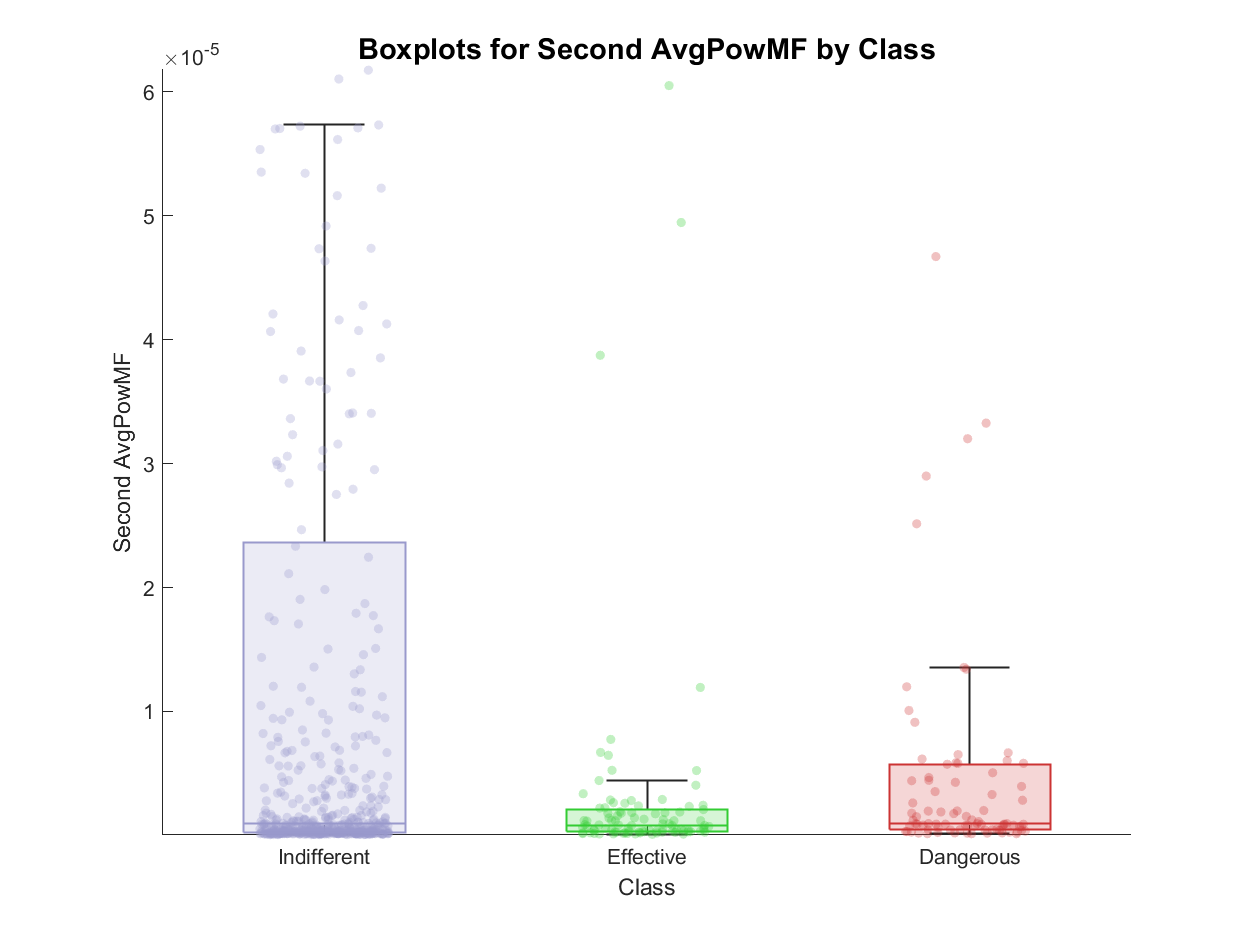 Boxplots for Second AvgPowMF by Class
×10-5
6
5
4
3
2
1
Second AvgPowMF
Indifferent Effective Dangerous
Class